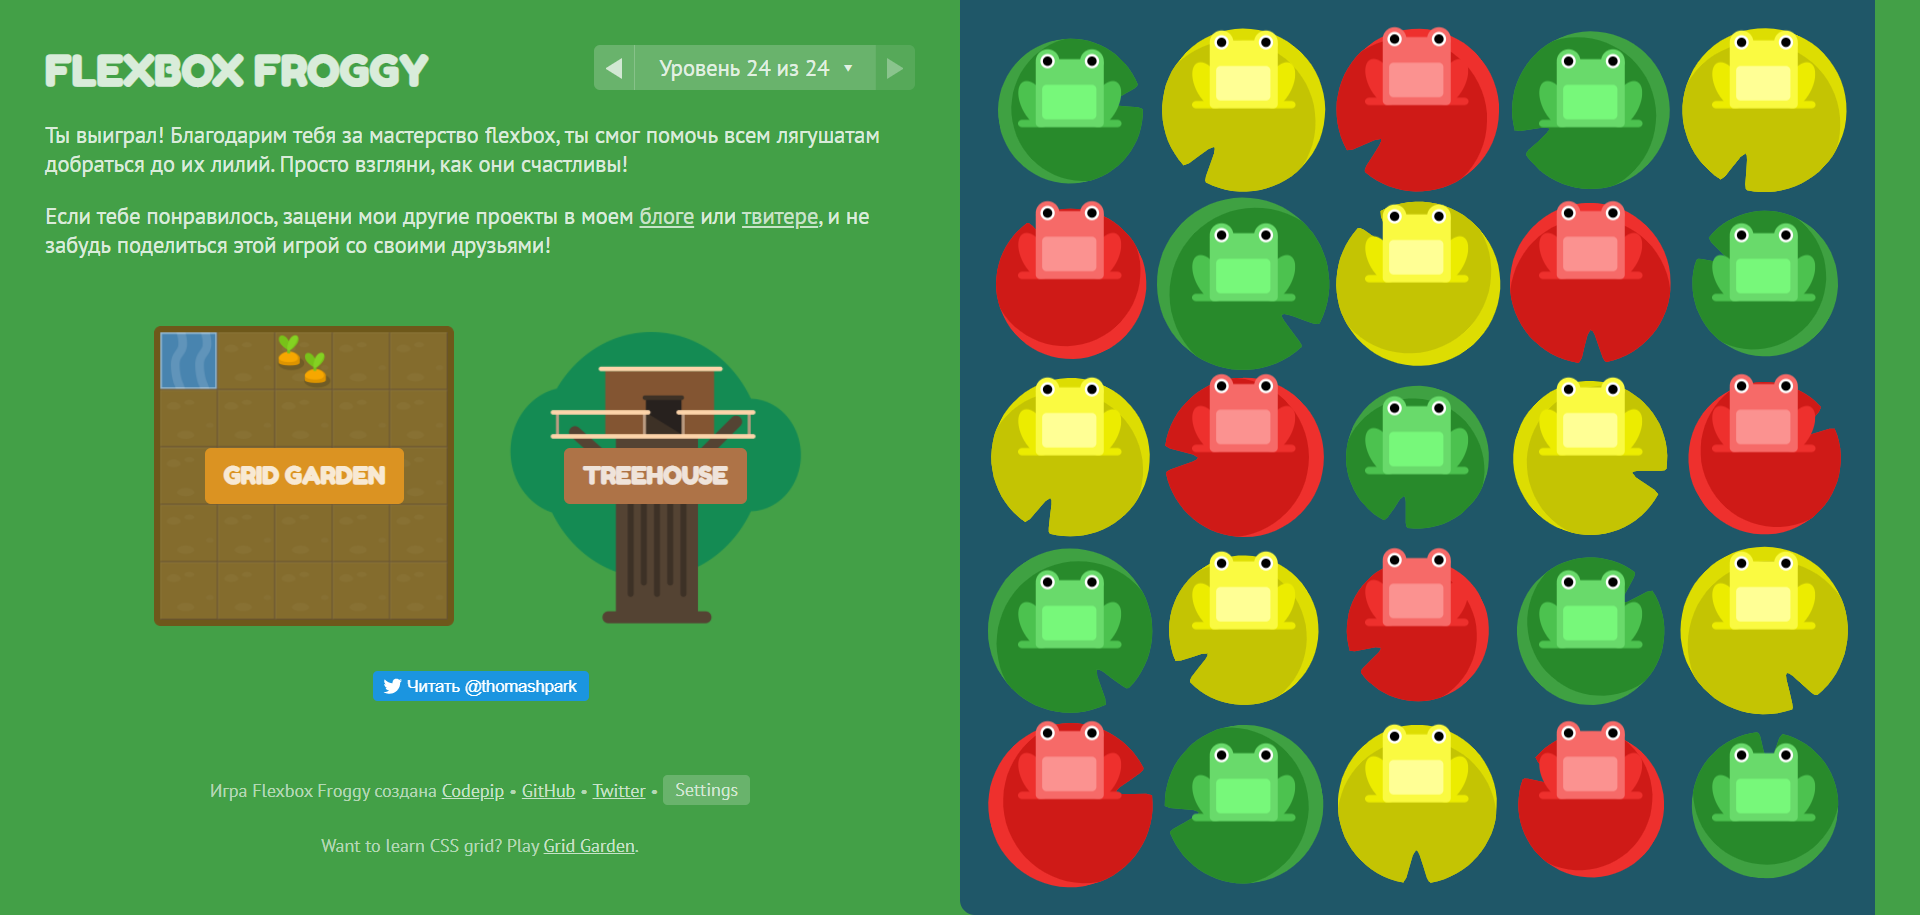 FLEXBOX FROGGY
Уровень 24 из 24
Ты выиграл! Благодарим тебя за мастерство flexbox, ты смог помочь всем лягушатам
добраться до их лилий. Просто взгляни, как они счастливы!
Если тебе понравилось, зацени мои другие проекты в моем блоге или твитере, и не
забудь поделиться этой игрой со своими друзьями!
GRID GARDEN
TREEHOUSE
Читать @thomashpark
Игра Flexbox Froggy создана Codepip • GitHub • Twitter • Settings
Want to learn CSS grid? Play Grid Garden.